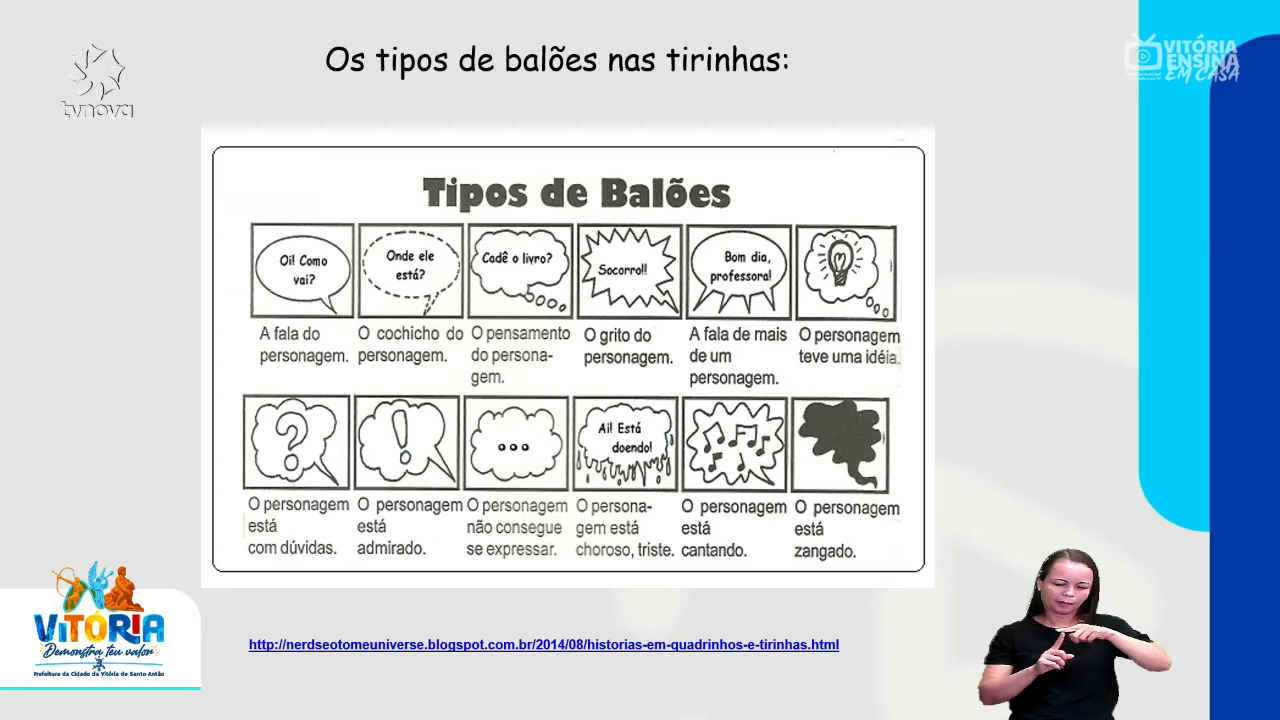 Os tipos de balões nas tirinhas:
tvnova
VITÓRIA
ENSINA
EM CASA
Tipos de Balões
Oi! Como
vai?
Onde ele
está?
Cadê o livro?
Socorro!!
Bom dia,
professora!
A fala do
personagem.
O cochicho do
personagem.
O pensamento
do persona-
gem.
O grito do
personagem.
A fala de mais
de um
personagem.
O personagem
teve uma idéia.
?
!
...
Ai! Está
doendo!
O personagem
está
com dúvidas.
O personagem
está
admirado.
O personagem
não consegue
se expressar.
O persona-
gem está
choroso, triste.
O personagem
está
cantando.
O personagem
está
zangado.
VITÓRIA
Demonstra teu valor
Prefeitura da Cidade da Vitória de Santo Antão
http://nerdseotomeuniverse.blogspot.com.br/2014/08/historias-em-quadrinhos-e-tirinhas.html